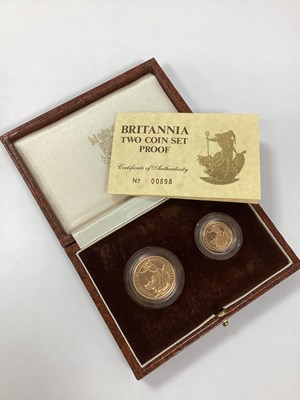 BRITANNIA
TWO COIN SET
PROOF
Certificate of Authenticity
No 00898